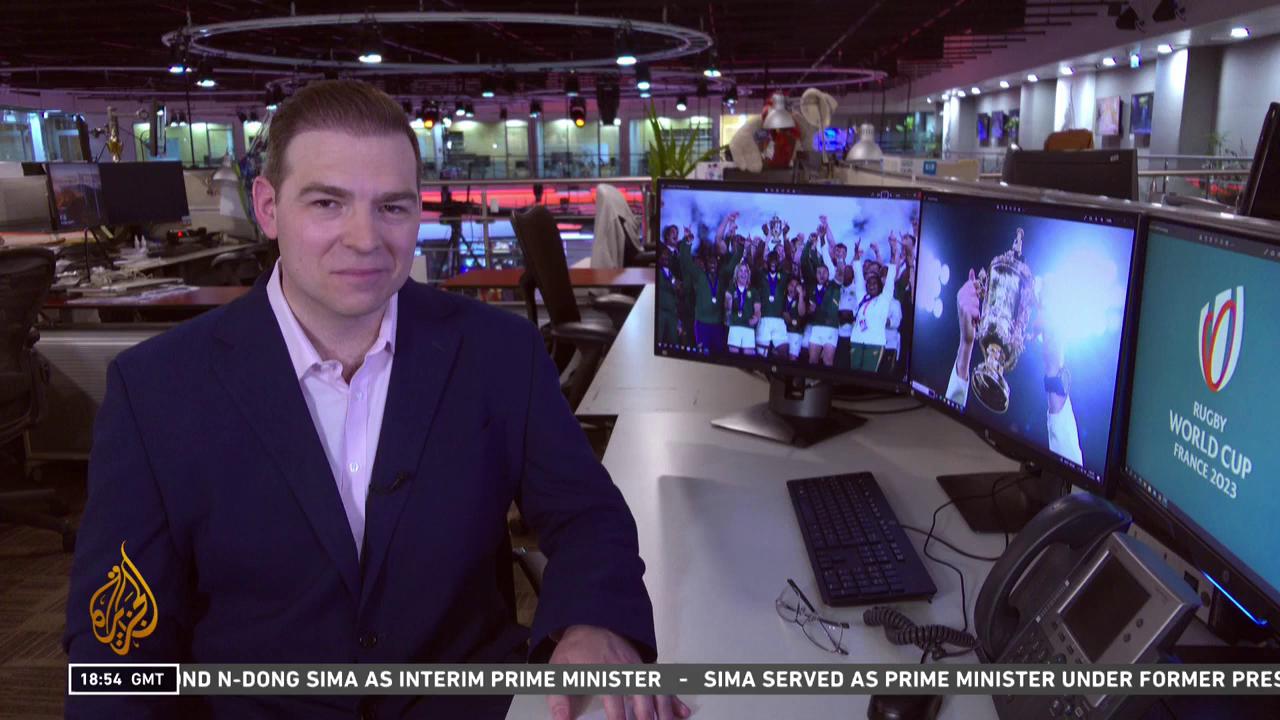 RUGBY
WORLD CUP
FRANCE 2023
الجزيرة
18:54 GMT
ND N-DONG SIMA AS INTERIM PRIME MINISTER - SIMA SERVED AS PRIME MINISTER UNDER FORMER PRES